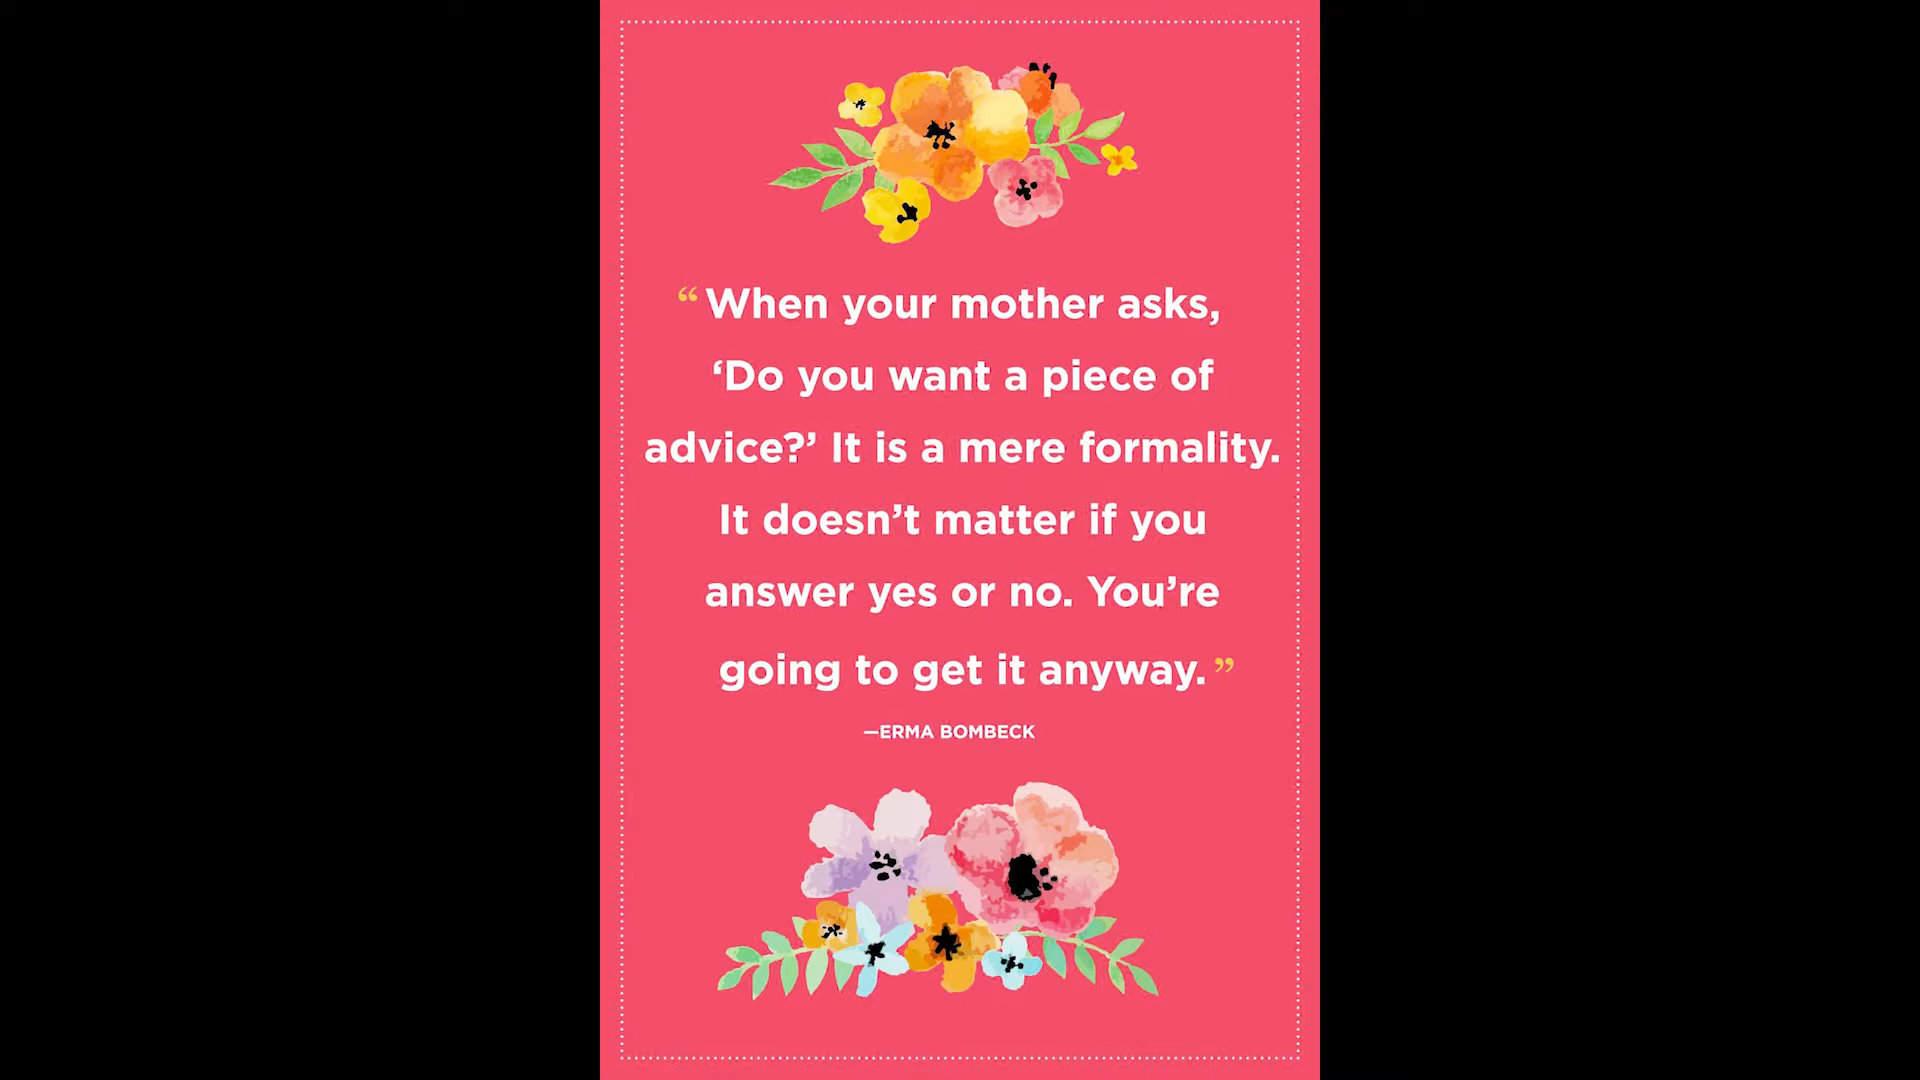 “When your mother asks,
‘Do you want a piece of
advice?’ It is a mere formality.
It doesn’t matter if you
answer yes or no. You’re
going to get it anyway.”
—ERMA BOMBECK